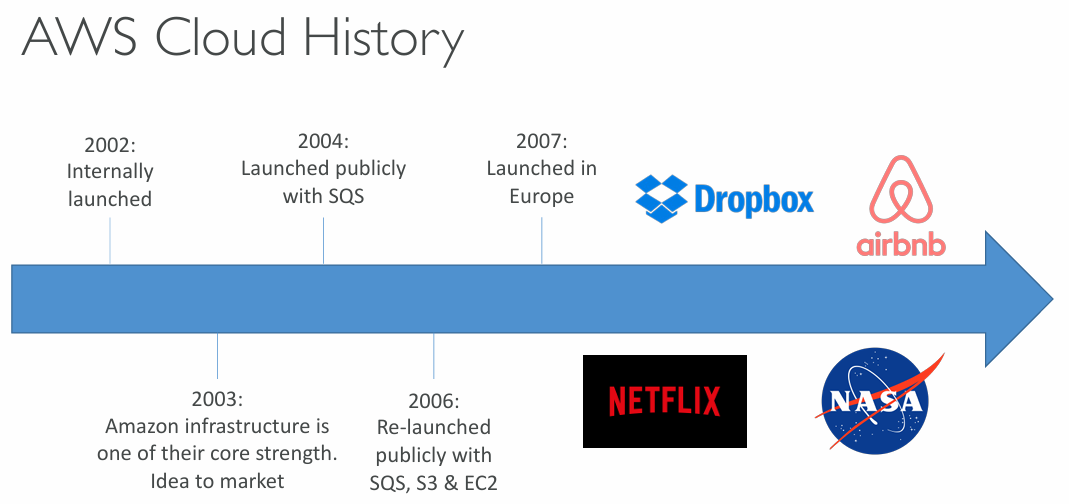 AWS Cloud History
2002:
Internally
launched
2004:
Launched publicly
with SQS
2007:
Launched in
Europe
Dropbox
airbnb
2003:
Amazon infrastructure is
one of their core strength.
Idea to market
2006:
Re-launched
publicly with
SQS, S3 & EC2
NETFLIX
NASA